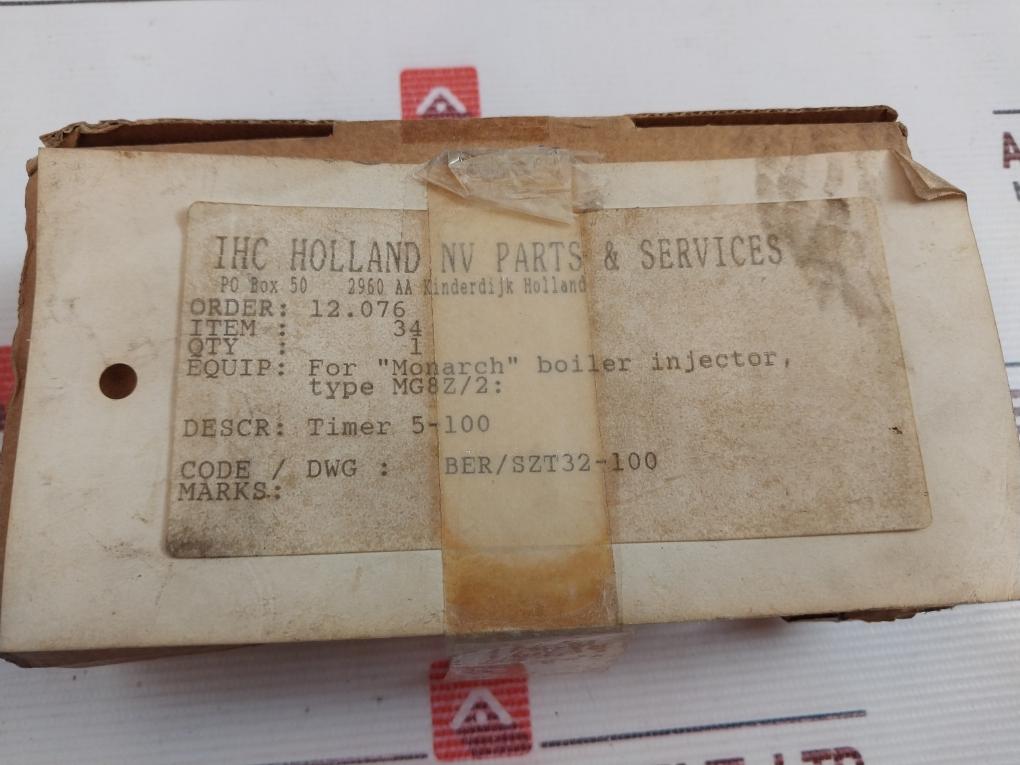 IHC HOLLAND NV PARTS & SERVICES
PO Box 50 2960 AA Kinderdijk Holland
ORDER: 12.076
ITEM : 34
QTY : 1
EQUIP: For "Monarch" boiler injector,
type MG8Z/2:
DESCR: Timer 5-100
CODE / DWG : BER/SZT32-100
MARKS:
LTD